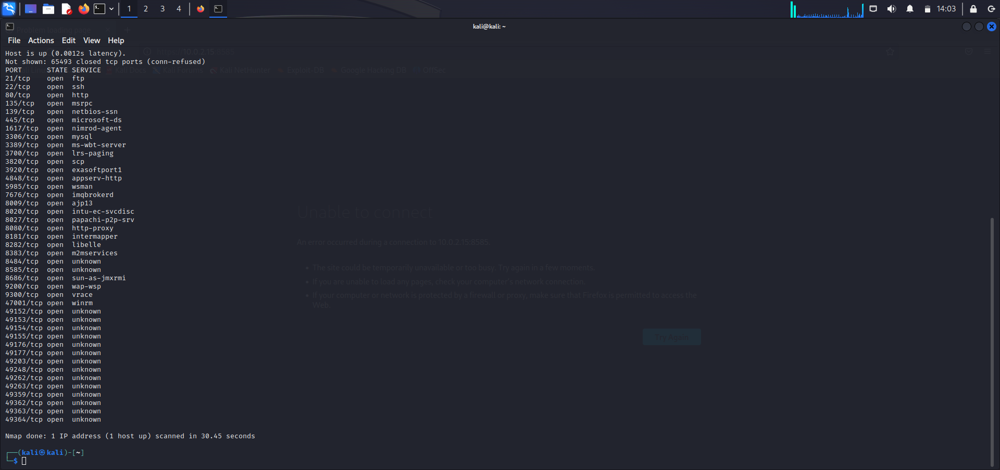 1 2 3 4 14:03
kali@kali: ~
Problem loading page
File Actions Edit View Help
Host is up (0.0012s latency).
https://10.0.2.15:8585
Not shown: 65493 closed tcp ports (conn-refused)
PORT STATE SERVICE
Kali Docs Kali Forums Kali NetHunter Exploit-DB Google Hacking DB OffSec
21/tcp open ftp
22/tcp open ssh
80/tcp open http
135/tcp open msrpc
139/tcp open netbios-ssn
445/tcp open microsoft-ds
1617/tcp open nimrod-agent
3306/tcp open mysql
3389/tcp open ms-wbt-server
3700/tcp open lrs-paging
3820/tcp open scp
3920/tcp open exasoftport1
4848/tcp open appserv-http
5985/tcp open wsman
7676/tcp open imqbrokerd
8009/tcp open ajp13
8020/tcp open intu-ec-svcdisc
8027/tcp open papachi-p2p-srv
8080/tcp open http-proxy
8181/tcp open intermapper
8282/tcp open libelle
8383/tcp open m2mservices
8484/tcp open unknown
8585/tcp open unknown
8686/tcp open sun-as-jmxrmi
9200/tcp open wap-wsp
9300/tcp open vrace
47001/tcp open winrm
49152/tcp open unknown
49153/tcp open unknown
49154/tcp open unknown
49155/tcp open unknown
49176/tcp open unknown
49177/tcp open unknown
49203/tcp open unknown
49248/tcp open unknown
49262/tcp open unknown
49263/tcp open unknown
49359/tcp open unknown
49362/tcp open unknown
49363/tcp open unknown
49364/tcp open unknown
Nmap done: 1 IP address (1 host up) scanned in 30.45 seconds
(kali㉿kali)-[~]
$
Unable to connect
An error occurred during a connection to 10.0.2.15:8585.
The site could be temporarily unavailable or too busy. Try again in a few moments.
If you are unable to load any pages, check your computer's network connection.
If your computer or network is protected by a firewall or proxy, make sure that Firefox is permitted to access the
Web.
Try Again